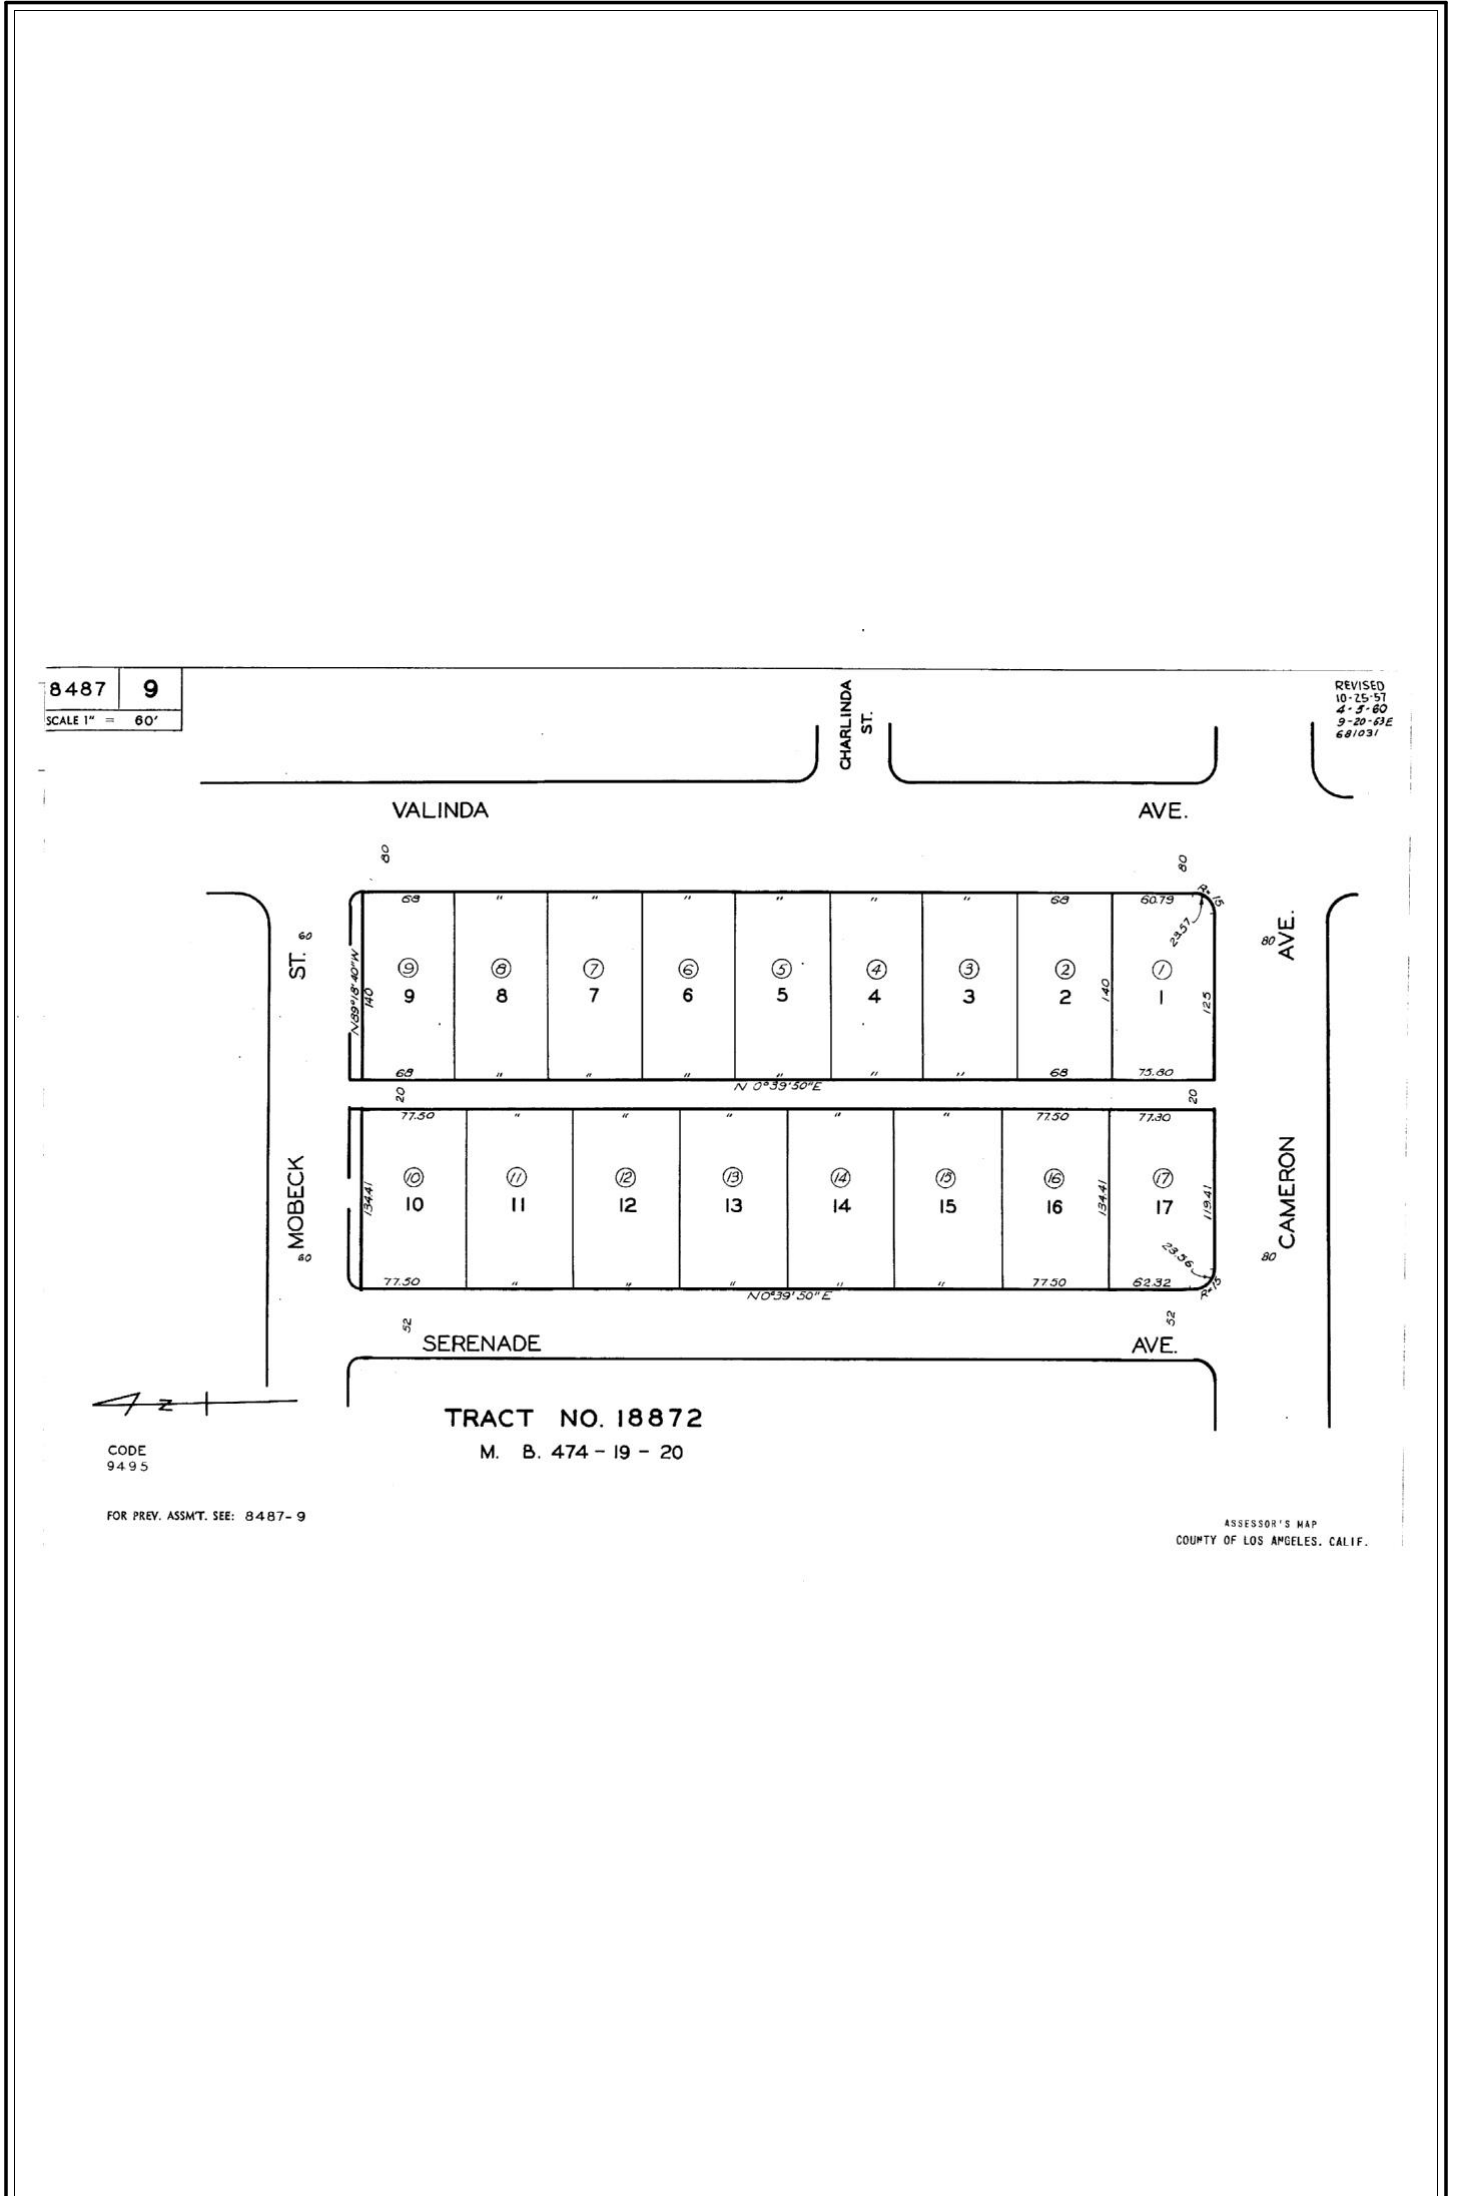 8487 9
SCALE 1" = 60'
CHARLINDA
ST.
REVISED
10-25-57
4-5-60
9-20-63E
681031
VALINDA AVE.
80 80
68 " " " " " " 68 60.79
R=15
23.57
ST. 60
N89°18'40"W
140
9 8 7 6 5 4 3 2 1
9 8 7 6 5 4 3 2 1
140
125
80 AVE.
68 " " " " " " 68 75.80
N 0°39'50"E
20 20
77.50 " " " " " 77.50 77.30
MOBECK
60
134.41
10 11 12 13 14 15 16 17
10 11 12 13 14 15 16 17
134.41
119.41
23.56
R=15
CAMERON
80
77.50 " " " " " 77.50 62.32
N0°39'50"E
52 52
SERENADE AVE.
N
TRACT NO. 18872
M. B. 474-19-20
CODE
9495
FOR PREV. ASSM'T. SEE: 8487-9
ASSESSOR'S MAP
COUNTY OF LOS ANGELES, CALIF.